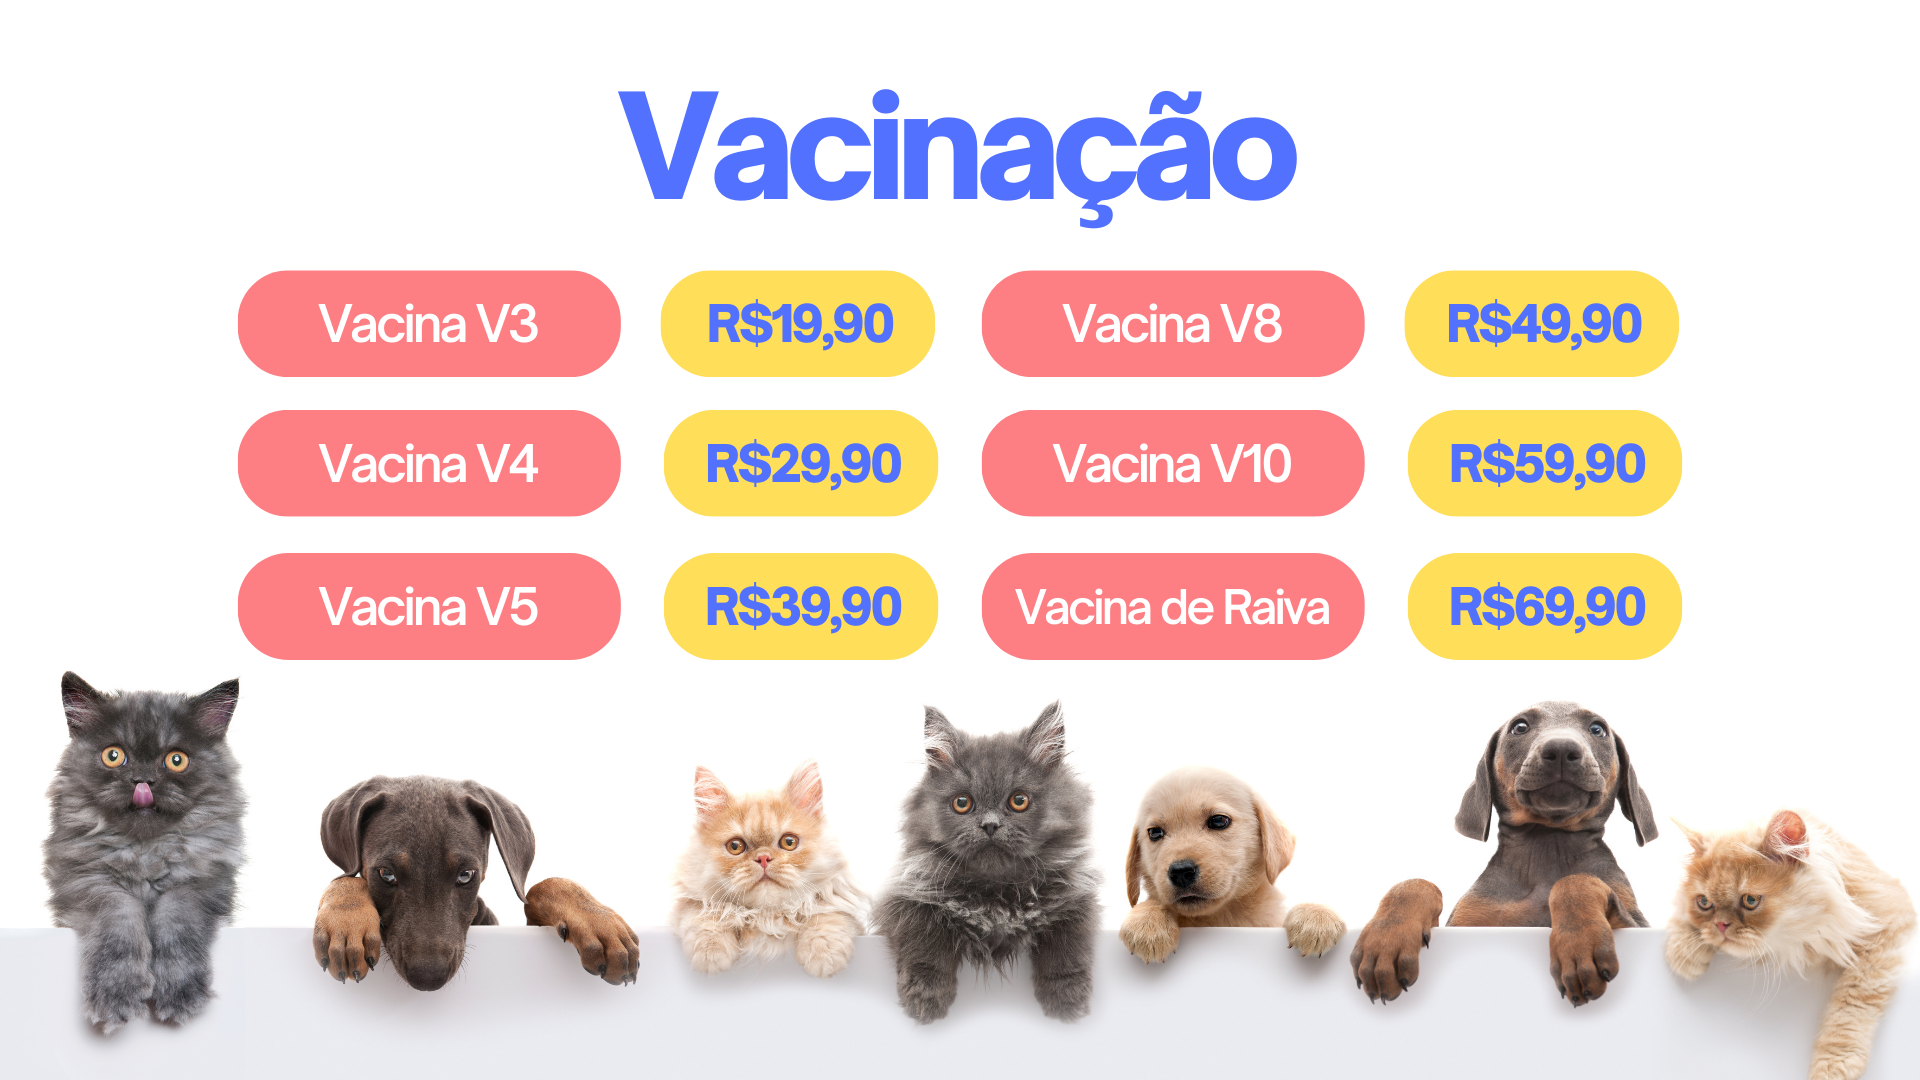 Vacinação
Vacina V3 R$19,90 Vacina V8 R$49,90
Vacina V4 R$29,90 Vacina V10 R$59,90
Vacina V5 R$39,90 Vacina de Raiva R$69,90